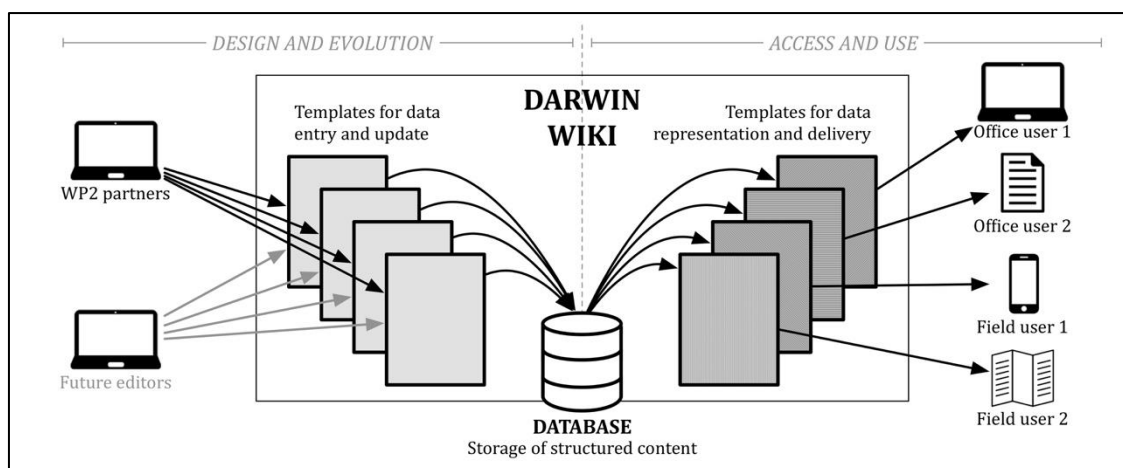 DESIGN AND EVOLUTION
ACCESS AND USE
Templates for data
entry and update
DARWIN
WIKI
Templates for data
representation and delivery
WP2 partners
Future editors
Office user 1
Office user 2
Field user 1
Field user 2
DATABASE
Storage of structured content